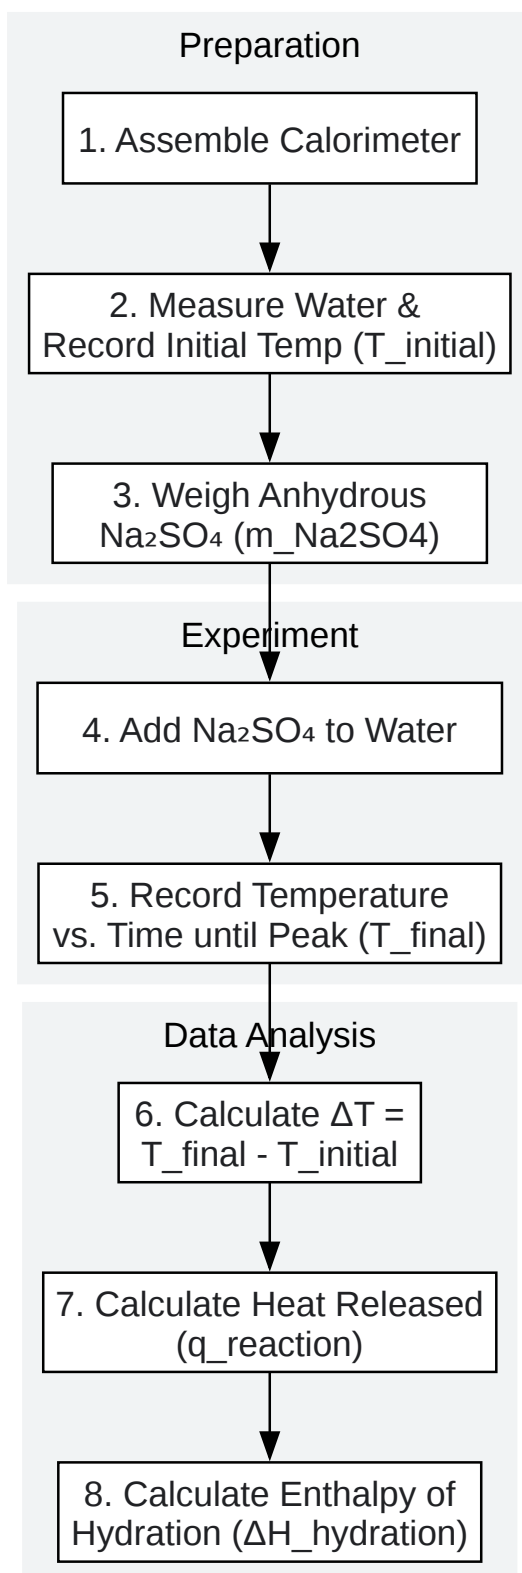 Preparation
1. Assemble Calorimeter
2. Measure Water &
Record Initial Temp (T_initial)
3. Weigh Anhydrous
Na₂SO₄ (m_Na2SO4)
Experiment
4. Add Na₂SO₄ to Water
5. Record Temperature
vs. Time until Peak (T_final)
Data Analysis
6. Calculate ΔT =
T_final - T_initial
7. Calculate Heat Released
(q_reaction)
8. Calculate Enthalpy of
Hydration (ΔH_hydration)